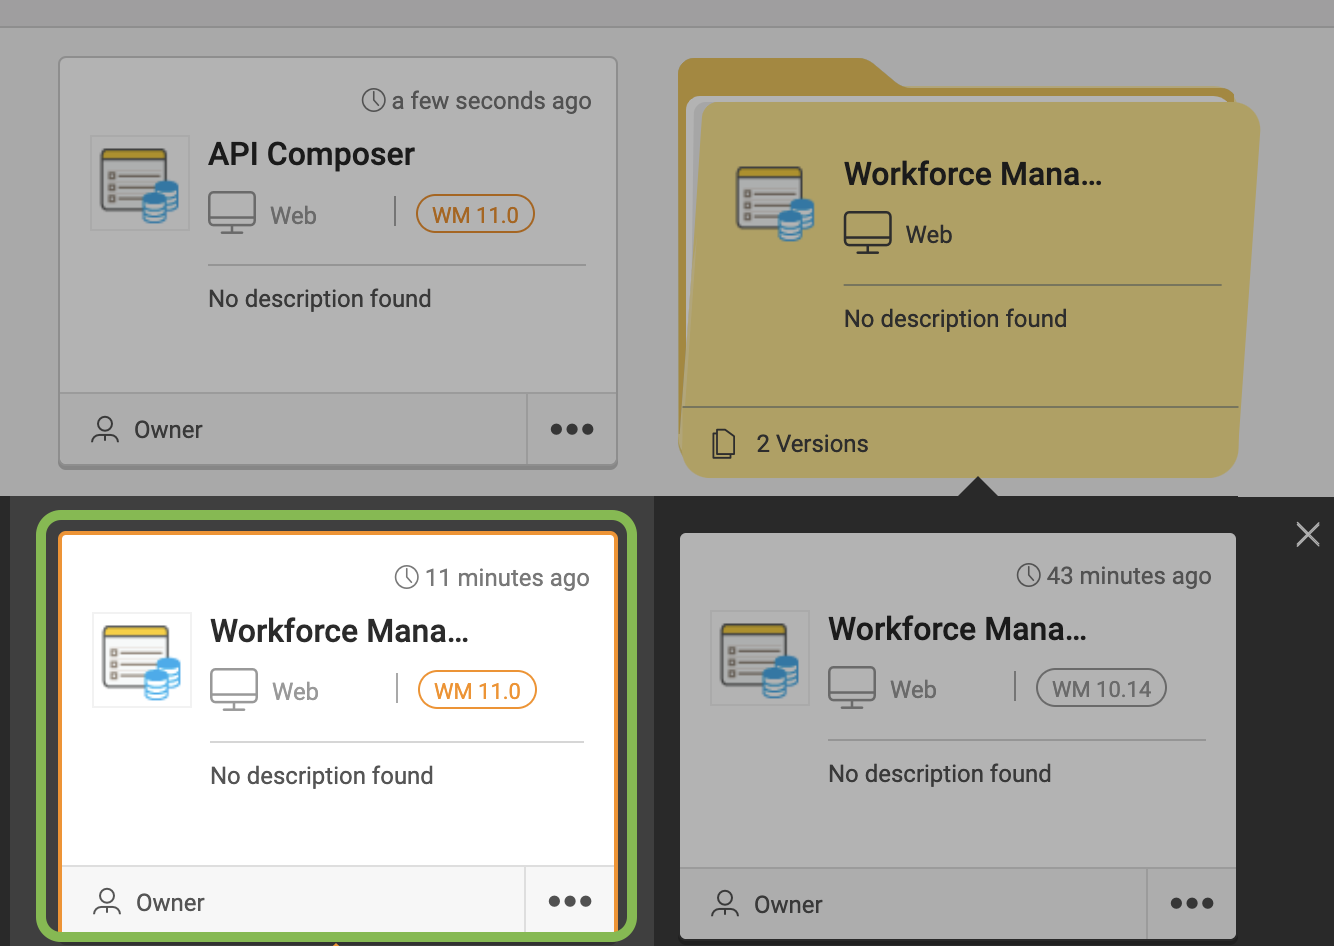 a few seconds ago
API Composer
Web
WM 11.0
No description found
Owner
Workforce Mana...
Web
No description found
2 Versions
11 minutes ago
Workforce Mana...
Web
WM 11.0
No description found
Owner
43 minutes ago
Workforce Mana...
Web
WM 10.14
No description found
Owner